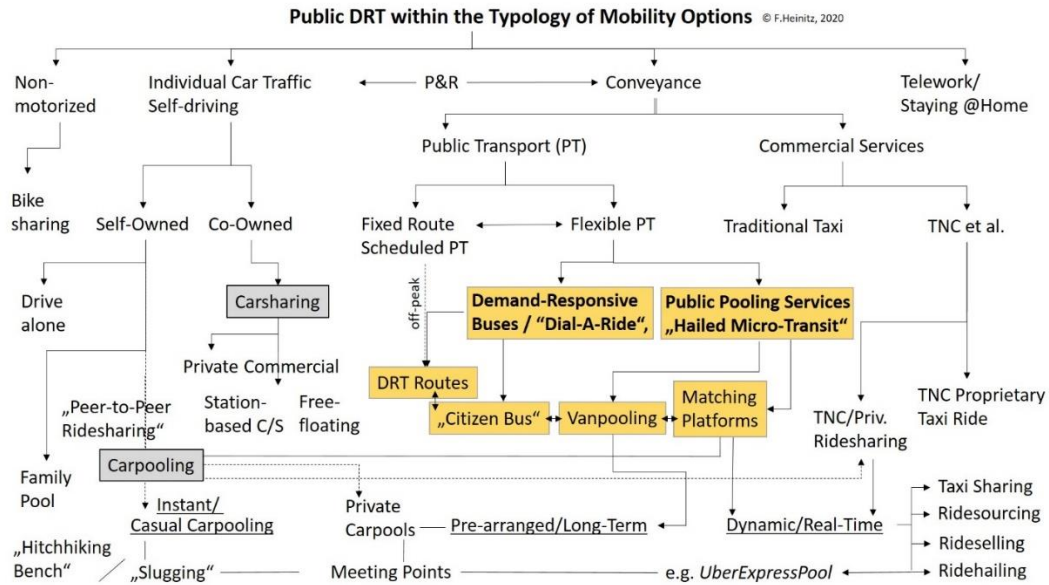 Public DRT within the Typology of Mobility Options © F.Heinitz, 2020
Non-
motorized
Individual Car Traffic
Self-driving
P&R
Conveyance
Telework/
Staying @Home
Public Transport (PT)
Commercial Services
Bike
sharing
Self-Owned
Co-Owned
Fixed Route
Scheduled PT
Flexible PT
Traditional Taxi
TNC et al.
Drive
alone
Carsharing
off-peak
Demand-Responsive
Buses / “Dial-A-Ride“,
Public Pooling Services
„Hailed Micro-Transit“
Private Commercial
DRT Routes
Station-
based C/S
Free-
floating
„Peer-to-Peer
Ridesharing“
„Citizen Bus“
Vanpooling
Matching
Platforms
TNC/Priv.
Ridesharing
TNC Proprietary
Taxi Ride
Family
Pool
Carpooling
Instant/
Casual Carpooling
Private
Carpools
Pre-arranged/Long-Term
Dynamic/Real-Time
Taxi Sharing
Ridesourcing
Rideselling
Ridehailing
„Hitchhiking
Bench“
„Slugging“
Meeting Points
e.g. UberExpressPool